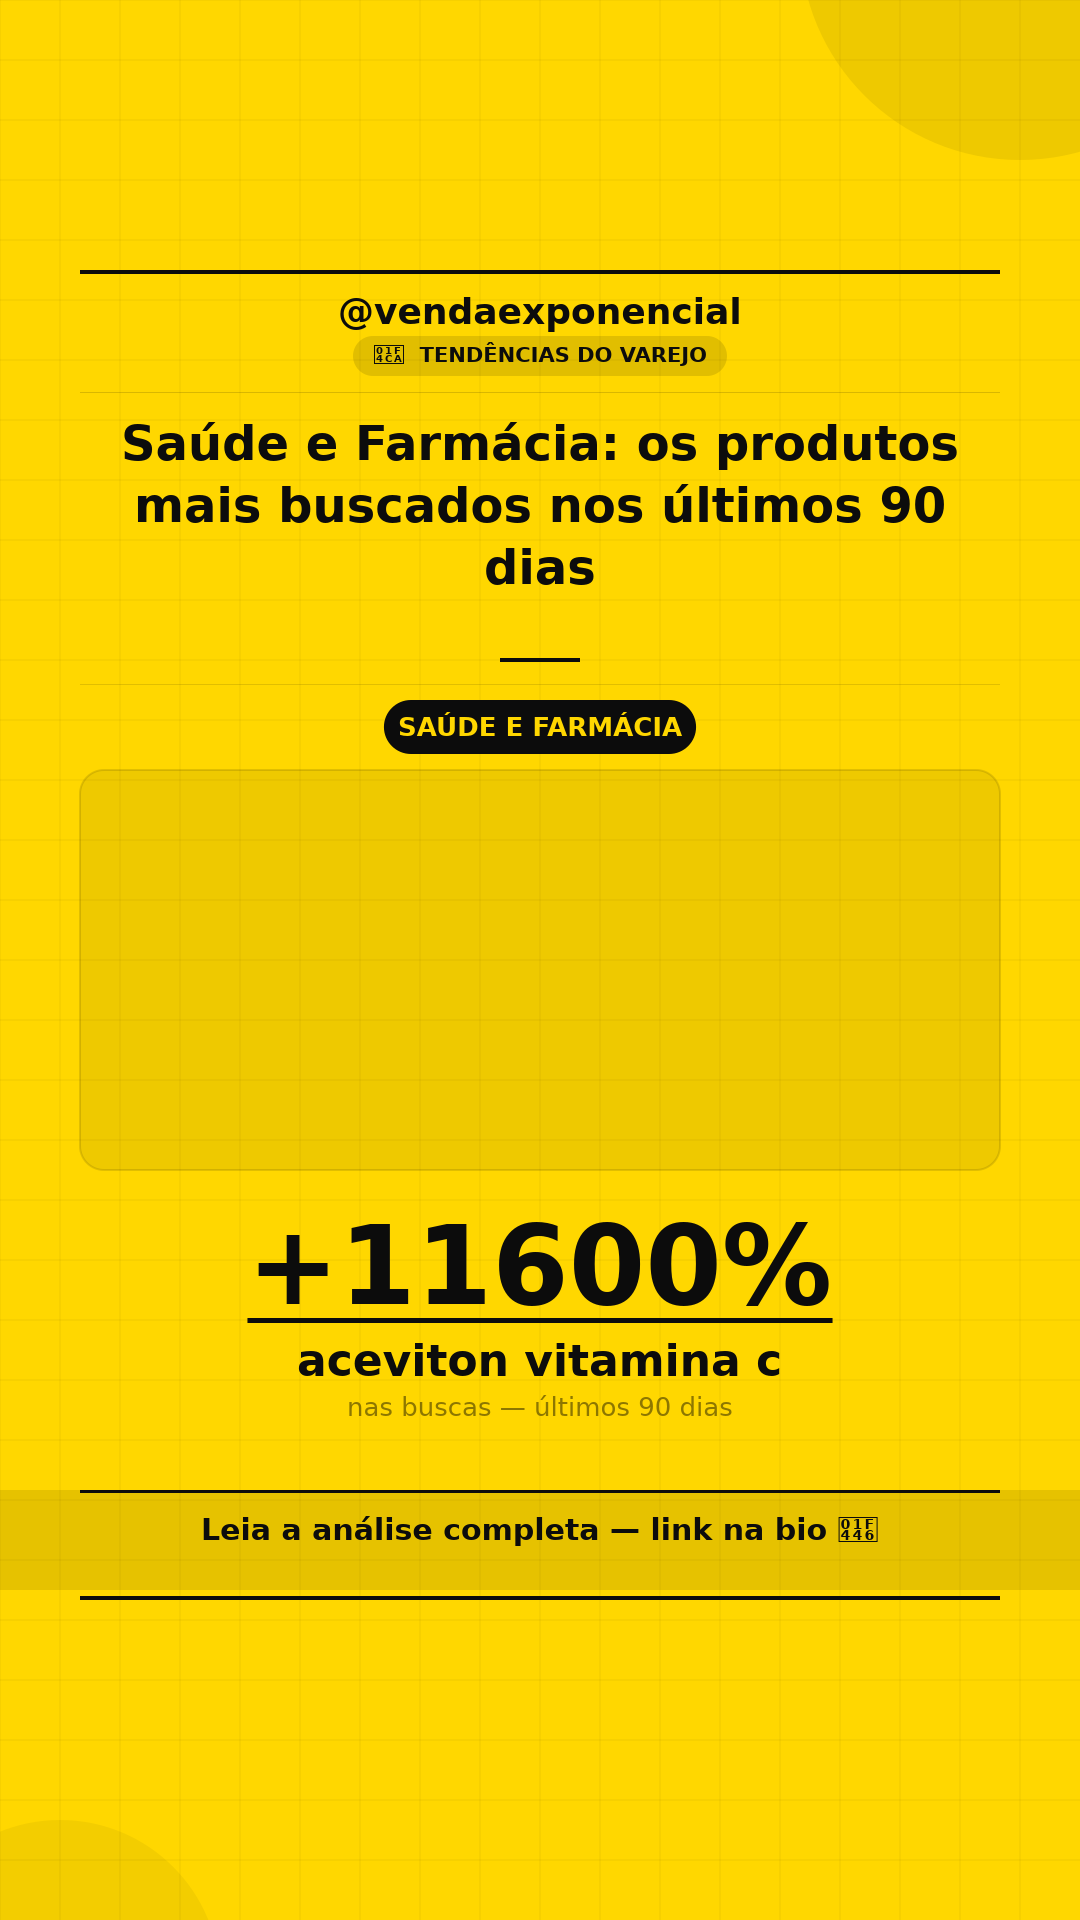 @vendaexponencial
TENDÊNCIAS DO VAREJO
Saúde e Farmácia: os produtos
mais buscados nos últimos 90
dias
SAÚDE E FARMÁCIA
+11600%
aceviton vitamina c
nas buscas — últimos 90 dias
Leia a análise completa — link na bio